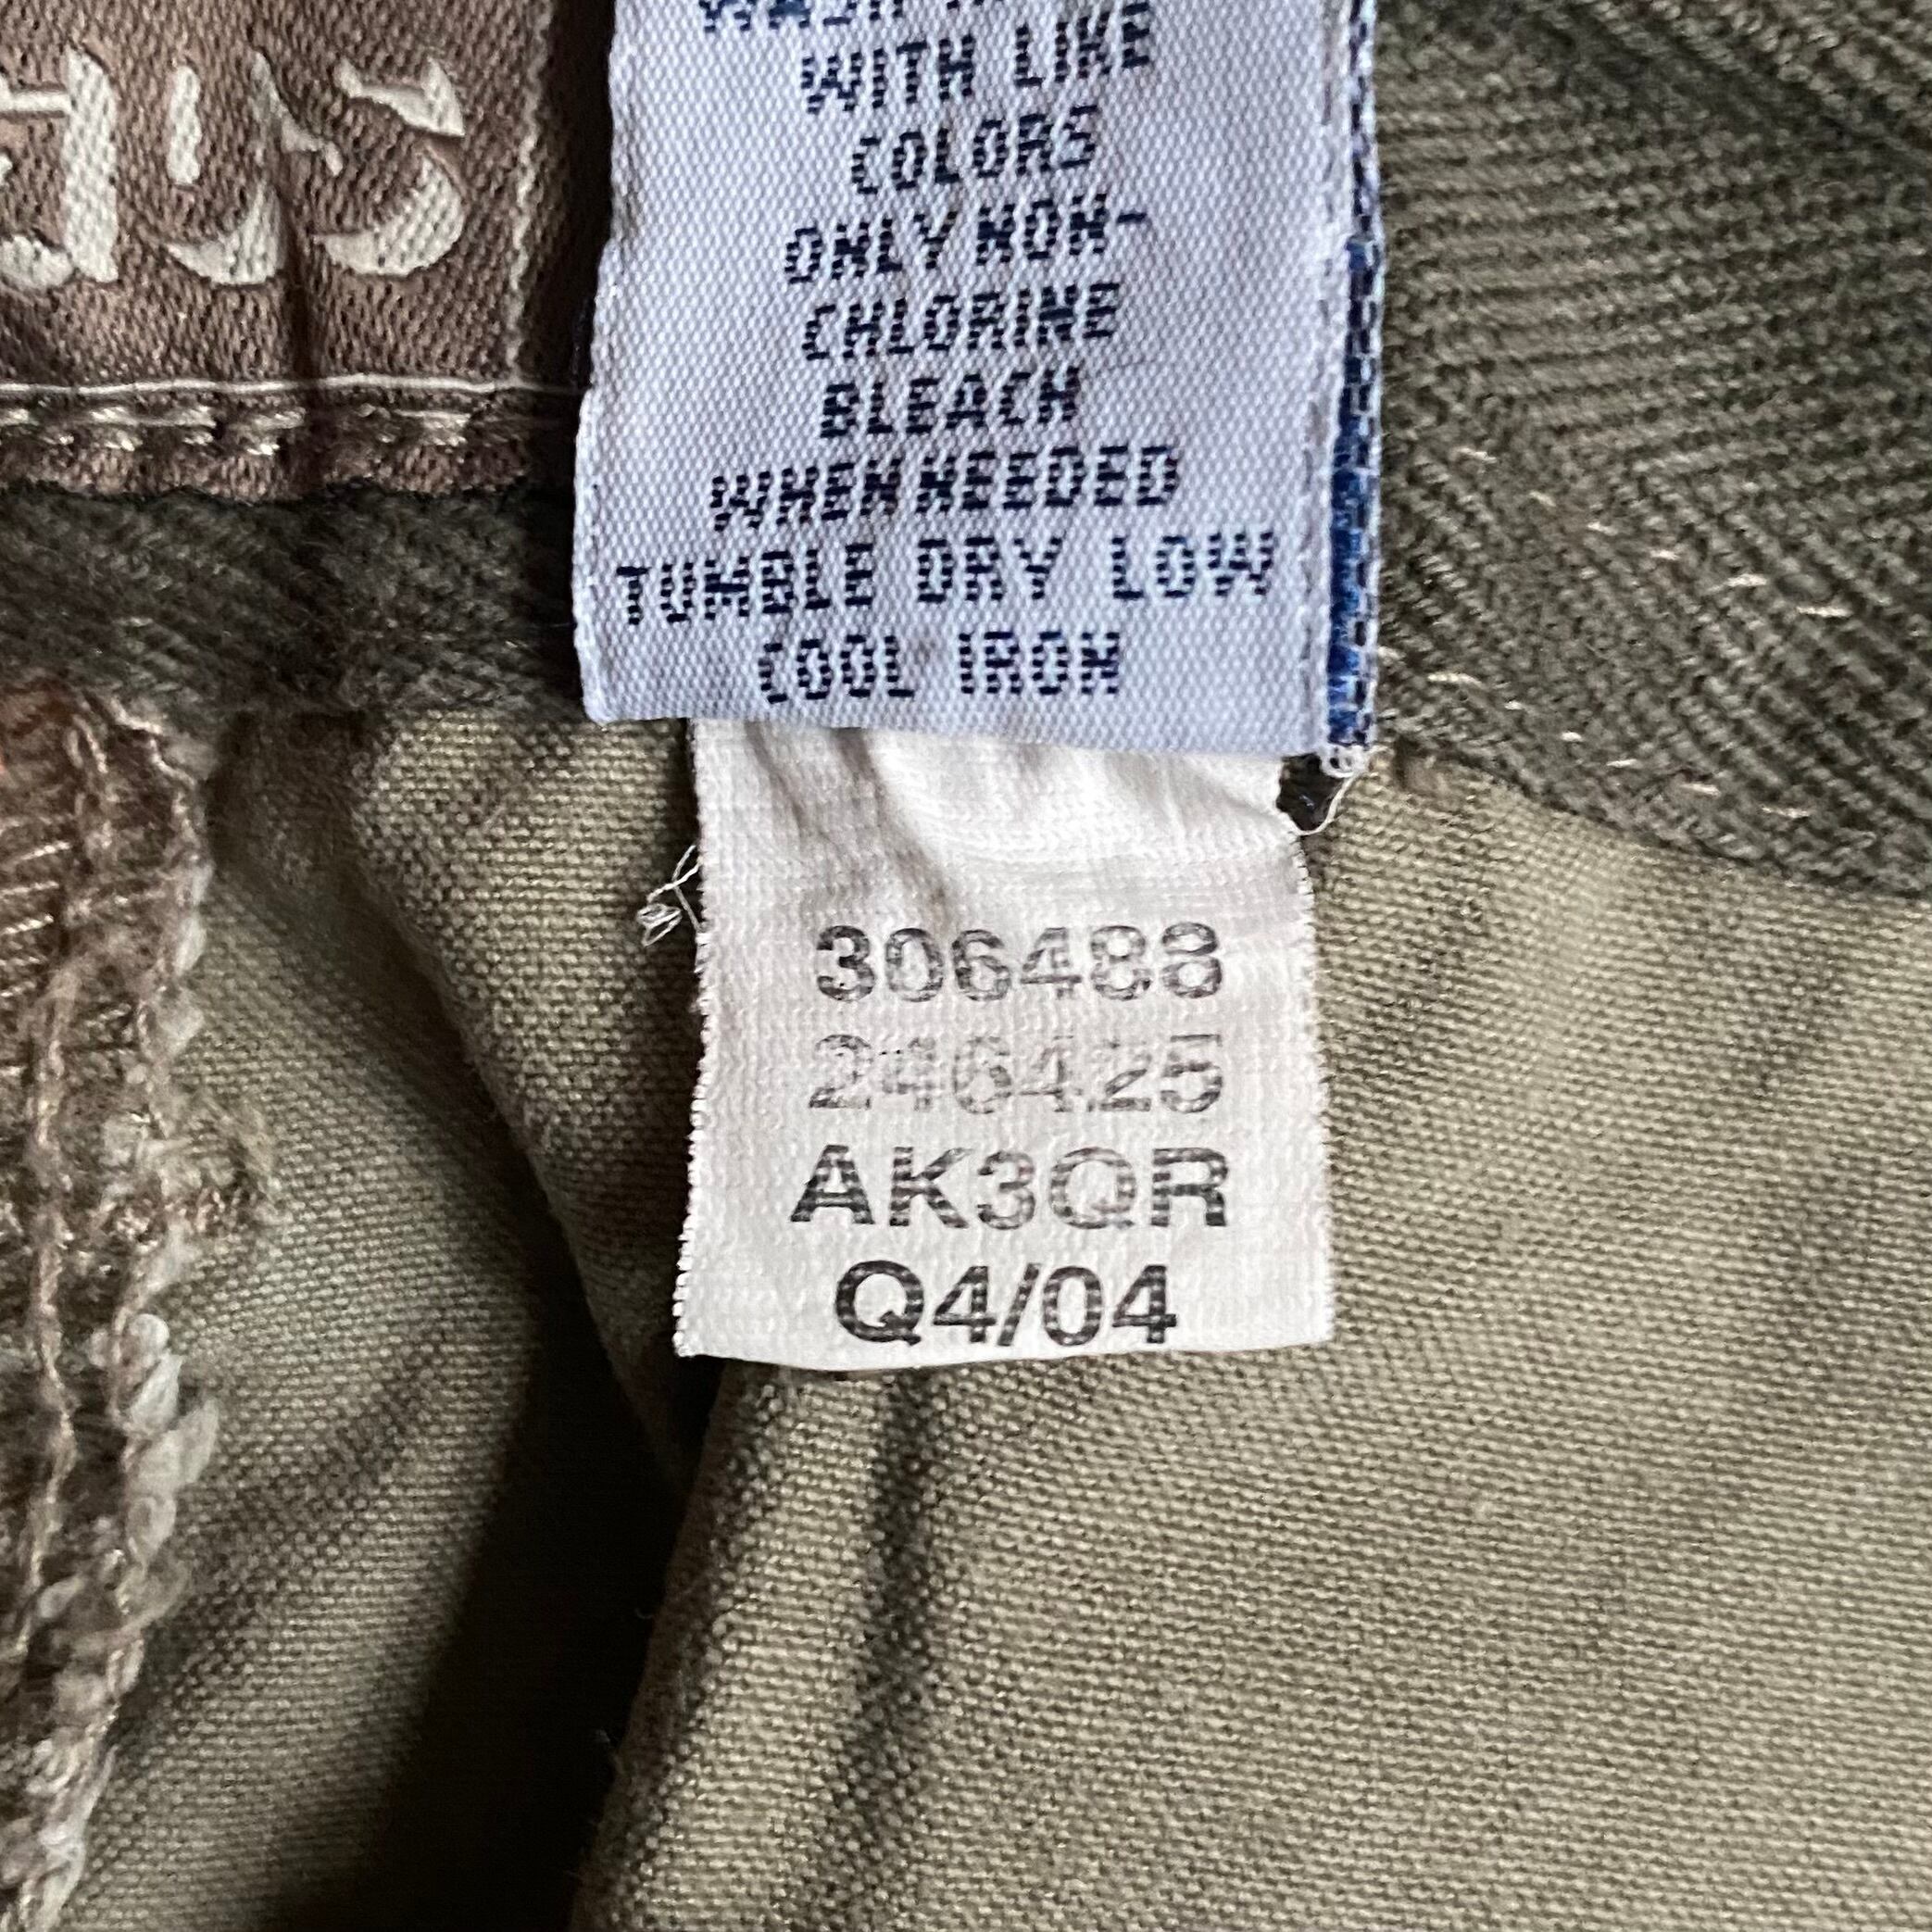 WITH LIKE
COLORS
ONLY NON-
CHLORINE
BLEACH
WHEN NEEDED
TUMBLE DRY LOW
COOL IRON
306488
246425
AK3QR
Q4/04